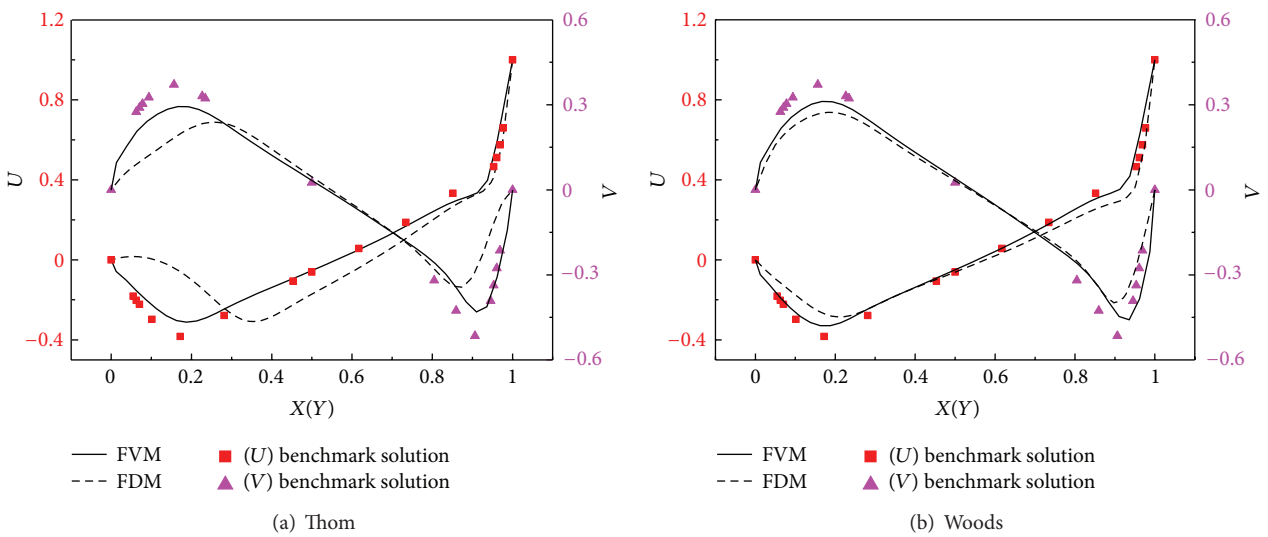 1.2
0.8
0.4
0
−0.4
U
0.6
0.3
0
−0.3
−0.6
V
0
0.2
0.4
0.6
0.8
1
X(Y)
FVM
FDM
(U) benchmark solution
(V) benchmark solution
(a) Thom
1.2
0.8
0.4
0
−0.4
U
0.6
0.3
0
−0.3
−0.6
V
0
0.2
0.4
0.6
0.8
1
X(Y)
FVM
FDM
(U) benchmark solution
(V) benchmark solution
(b) Woods